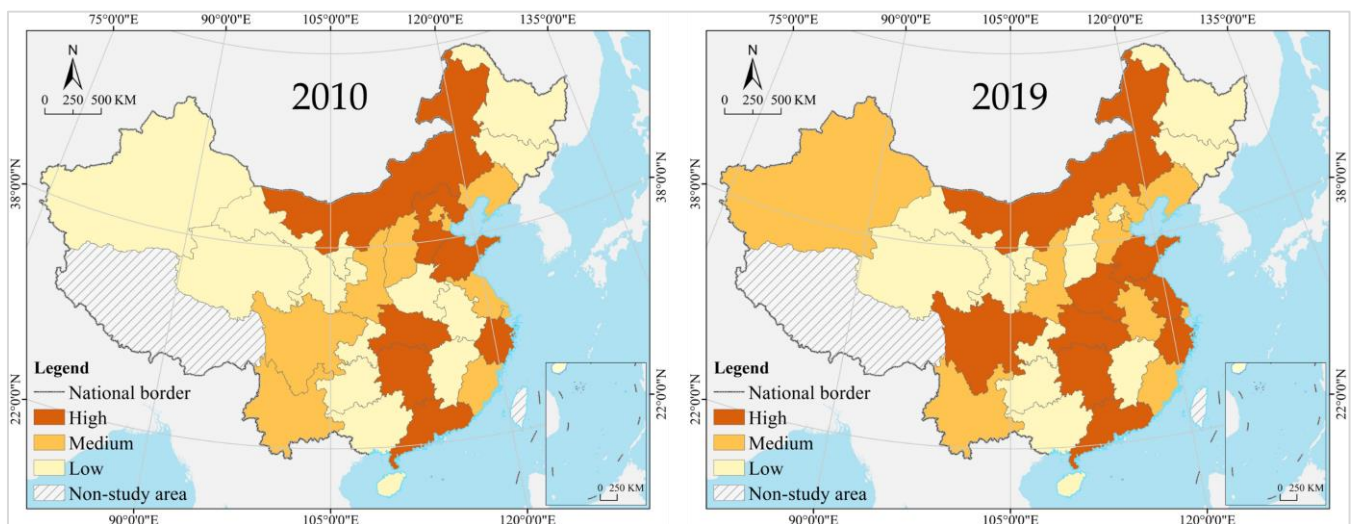 75°0'0"E 90°0'0"E 105°0'0"E 120°0'0"E 135°0'0"E
N
0 250 500 KM
2010
38°0'0"N
38°0'0"N
22°0'0"N
22°0'0"N
Legend
National border
High
Medium
Low
Non-study area
0 250 KM
90°0'0"E 105°0'0"E 120°0'0"E
75°0'0"E 90°0'0"E 105°0'0"E 120°0'0"E 135°0'0"E
N
0 250 500 KM
2019
38°0'0"N
38°0'0"N
22°0'0"N
22°0'0"N
Legend
National border
High
Medium
Low
Non-study area
0 250 KM
90°0'0"E 105°0'0"E 120°0'0"E